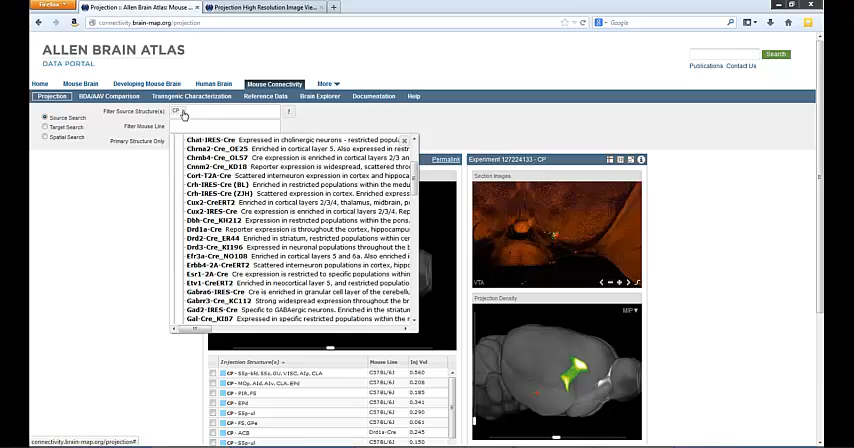 Firefox
Projection :: Allen Brain Atlas: Mouse ...
Projection High Resolution Image Vie...
connectivity.brain-map.org/projection
Google
ALLEN BRAIN ATLAS
DATA PORTAL
Search
Publications Contact Us
Home Mouse Brain Developing Mouse Brain Human Brain Mouse Connectivity More
Projection BDA/AAV Comparison Transgenic Characterization Reference Data Brain Explorer Documentation Help
Source Search
Target Search
Spatial Search
Filter Source Structure(s) CP
?
Filter Mouse Line
Primary Structure Only
Chat-IRES-Cre Expressed in cholinergic neurons - restricted popul
Chrna2-Cre_OE25 Enriched in cortical layer 5. Also expressed in restr
Chrnb4-Cre_OL57 Cre expression is enriched in cortical layers 2/3 an
Cnnm2-Cre_KD18 Reporter expression is widespread, scattered thro
Cort-T2A-Cre Scattered interneuron expression in cortex and hippoca
Crh-IRES-Cre (BL) Enriched in restricted populations within the medu
Crh-IRES-Cre (ZJH) Scattered expression in cortex. Enriched express
Cux2-CreERT2 Enriched in cortical layers 2/3/4, thalamus, midbrain, p
Cux2-IRES-Cre Cre expression is enriched in cortical layers 2/3/4. Rep
Dbh-Cre_KH212 Expression in restricted populations within the pons.
Drd1a-Cre Reporter expression is throughout the cortex, hippocampus
Drd2-Cre_ER44 Enriched in striatum, restricted populations within cer
Drd3-Cre_KI196 Expressed in neuronal populations throughout the b
Efr3a-Cre_NO108 Enriched in cortical layers 5 and 6a. Also enriched in
Erbb4-2A-CreERT2 Scattered interneuron populations in cortex, hippo
Esr1-2A-Cre Cre expression is restricted to specific populations within
Etv1-CreERT2 Enriched in neocortical layer 5, and restricted population
Gabra6-IRES-Cre Cre is enriched in granular cell layer of the cerebellu
Gabrr3-Cre_KC112 Strong widespread expression throughout the br
Gad2-IRES-Cre Specific to GABAergic neurons. Enriched in the striatum
Gal-Cre_KI87 Expressed in specific restricted populations within the r
Permalink
Experiment 127224133 - CP
Section Images
VTA
Projection Density
MIP
Injection Structure(s) Mouse Line Inj Vol
CP - SSp-bfd, SSs, GU, VISC, AIp, CLA C57BL/6J 0.560
CP - MOp, AId, AIv, CLA, EPd C57BL/6J 0.208
CP - PIR, FS C57BL/6J 0.185
CP - EPd C57BL/6J 0.341
CP - SSp-ul C57BL/6J 0.290
CP - FS, GPe C57BL/6J 0.061
CP - ACB Drd1a-Cre 0.245
CP - SSp-ul C57BL/6J 0.150
connectivity.brain-map.org/projection#